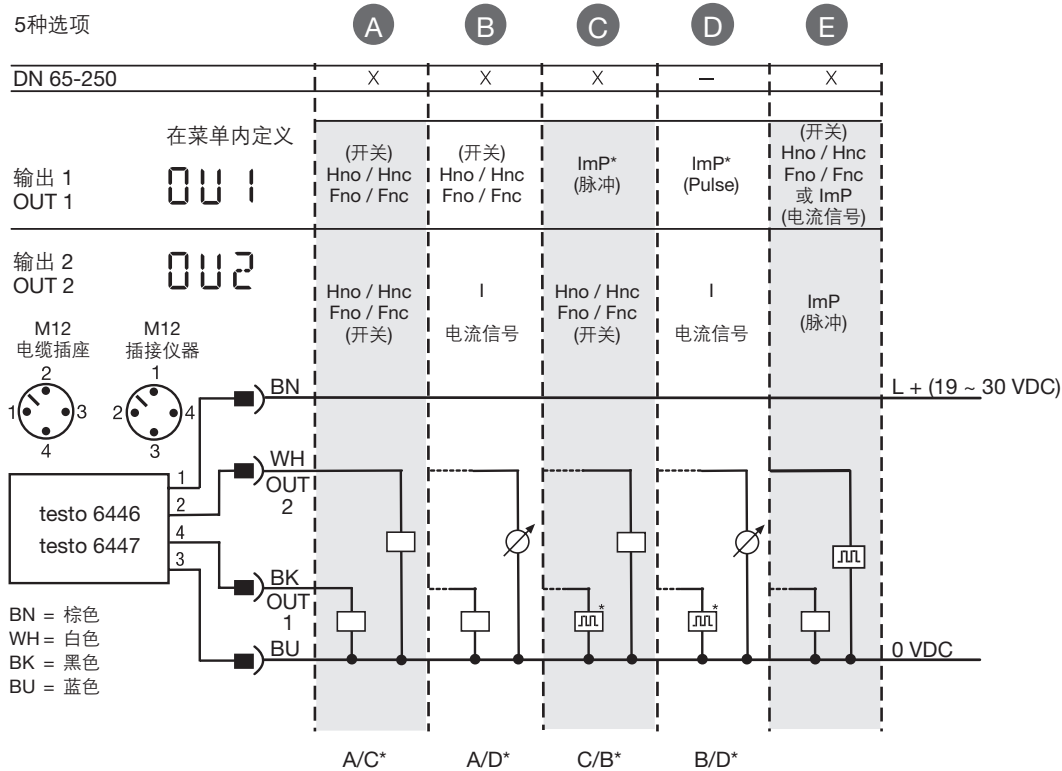 5种选项
A B C D E
DN 65-250 X X X — X
在菜单内定义
输出 1
OUT 1
OU1
(开关)
Hno / Hnc
Fno / Fnc
(开关)
Hno / Hnc
Fno / Fnc
ImP*
(脉冲)
ImP*
(Pulse)
(开关)
Hno / Hnc
Fno / Fnc
或 ImP
(电流信号)
输出 2
OUT 2
OU2
Hno / Hnc
Fno / Fnc
(开关)
I
电流信号
Hno / Hnc
Fno / Fnc
(开关)
I
电流信号
ImP
(脉冲)
M12
电缆插座
2
1 3
4
M12
插接仪器
1
2 4
3
BN
L + (19 ~ 30 VDC)
WH
OUT
2
testo 6446
testo 6447
1
2
4
3
BK
OUT
1
BU
* *
0 VDC
BN = 棕色
WH = 白色
BK = 黑色
BU = 蓝色
A/C* A/D* C/B* B/D*